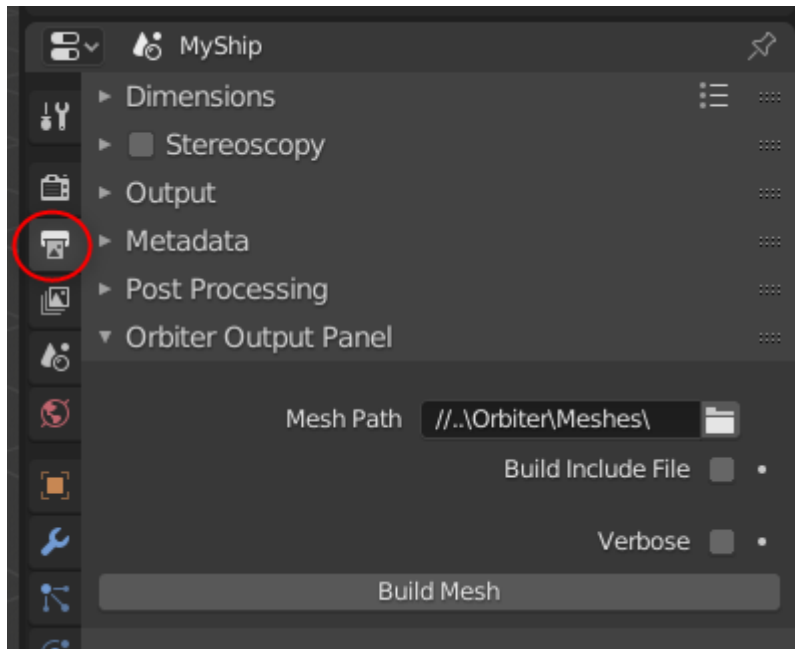 MyShip
Dimensions
Stereoscopy
Output
Metadata
Post Processing
Orbiter Output Panel
Mesh Path //..\Orbiter\Meshes\
Build Include File
Verbose
Build Mesh